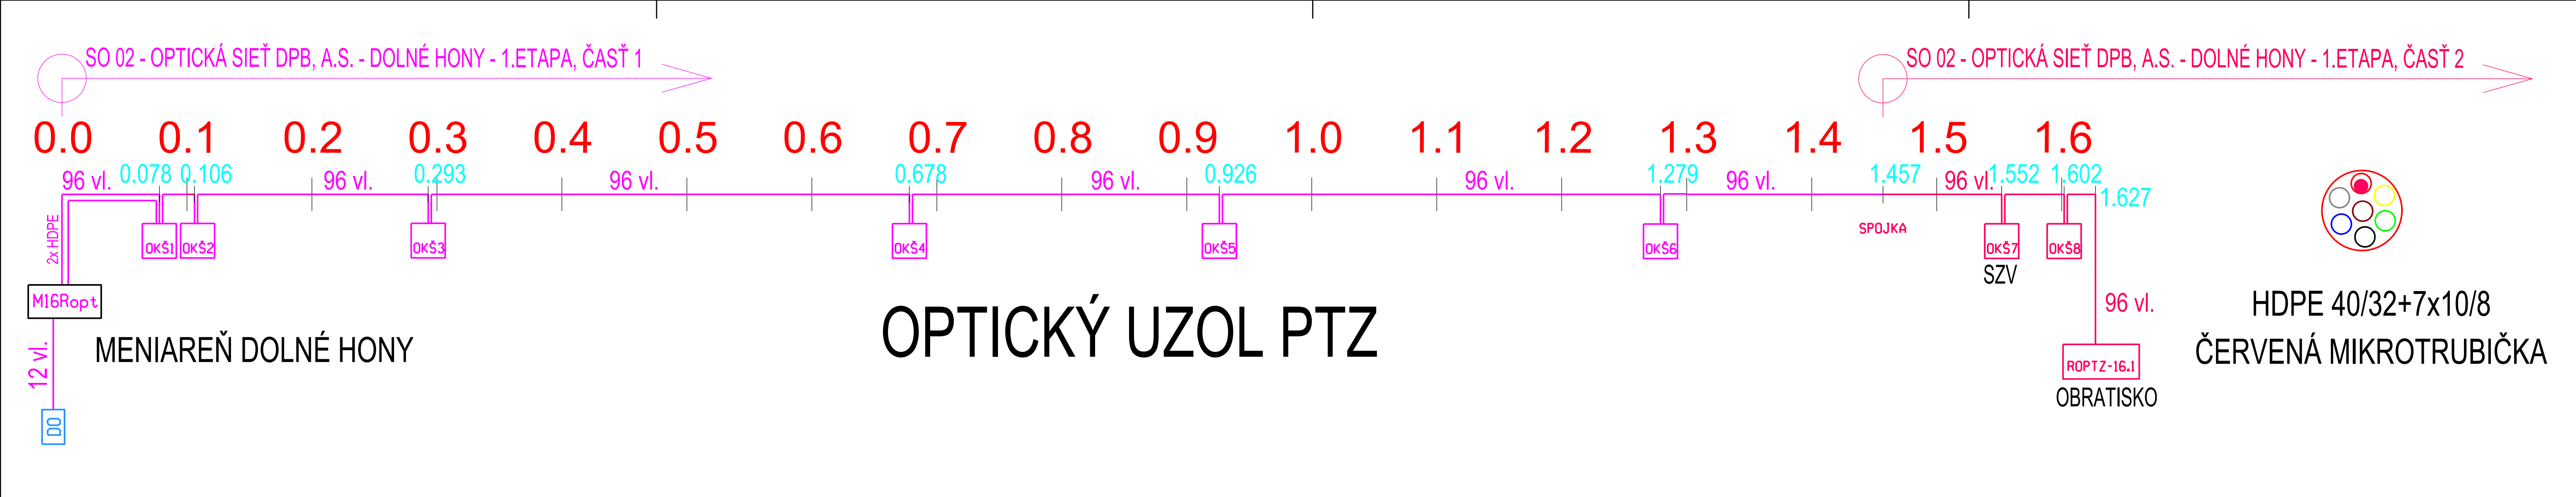 SO 02 - OPTICKÁ SIEŤ DPB, A.S. - DOLNÉ HONY - 1.ETAPA, ČASŤ 1
SO 02 - OPTICKÁ SIEŤ DPB, A.S. - DOLNÉ HONY - 1.ETAPA, ČASŤ 2
0.0 0.1 0.2 0.3 0.4 0.5 0.6 0.7 0.8 0.9 1.0 1.1 1.2 1.3 1.4 1.5 1.6
96 vl. 0.078 0.106 96 vl. 0.293 96 vl. 0.678 96 vl. 0.926 96 vl. 1.279 96 vl. 1.457 96 vl. 1.552 1.602
1.627
2x HDPE
SPOJKA
OKŠ1 OKŠ2 OKŠ3 OKŠ4 OKŠ5 OKŠ6 OKŠ7 OKŠ8
SZV
M16Ropt
96 vl.
HDPE 40/32+7x10/8
OPTICKÝ UZOL PTZ
MENIAREŇ DOLNÉ HONY
ČERVENÁ MIKROTRUBIČKA
12 vl.
ROPTZ-16.1
OBRATISKO
DO